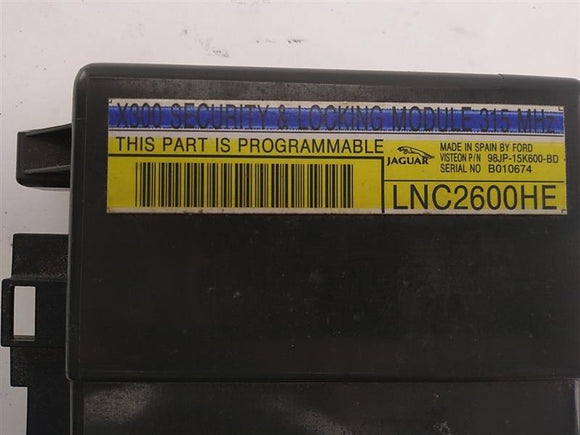 X300 SECURITY & LOCKING MODULE 315 MHz
THIS PART IS PROGRAMMABLE
JAGUAR
MADE IN SPAIN BY FORD
VISTEON P/N 98JP-15K600-BD
SERIAL NO B010674
LNC2600HE